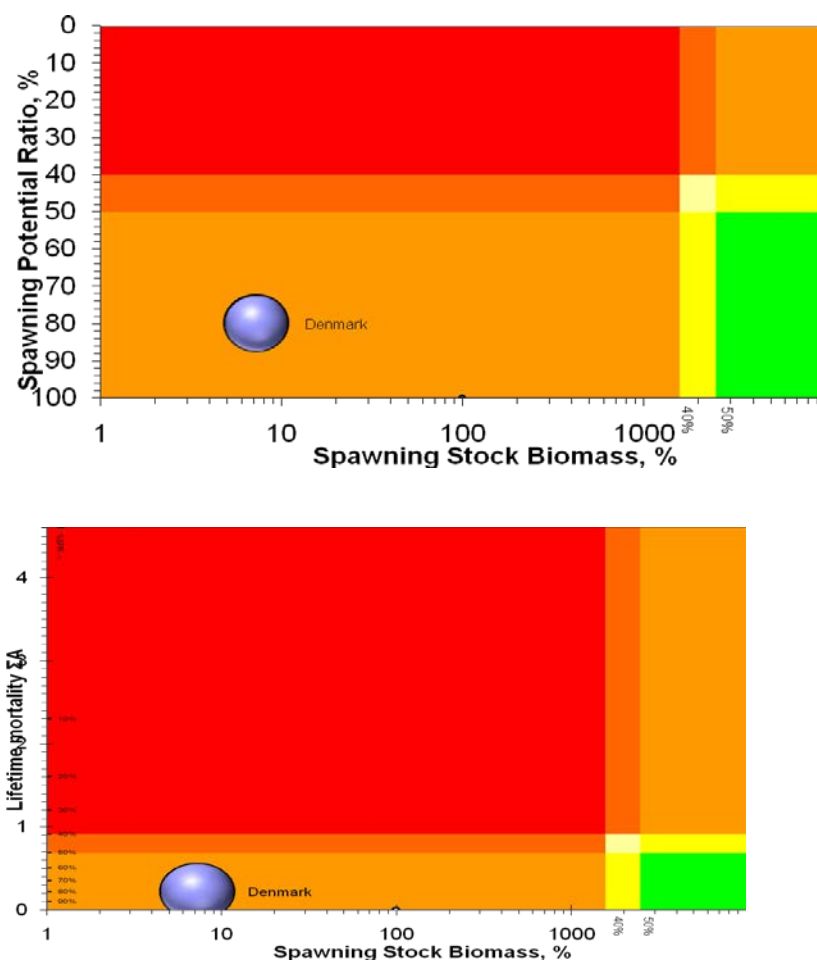 0
10
20
30
40
50
60
70
80
90
100
Spawning Potential Ratio, %
Denmark
1 10 100 1000 40% 50%
Spawning Stock Biomass, %
4
1
0
Lifetime mortality ΣA
10%
20%
30%
40%
50%
60%
70%
80%
90%
Denmark
1 10 100 1000 40% 50%
Spawning Stock Biomass, %